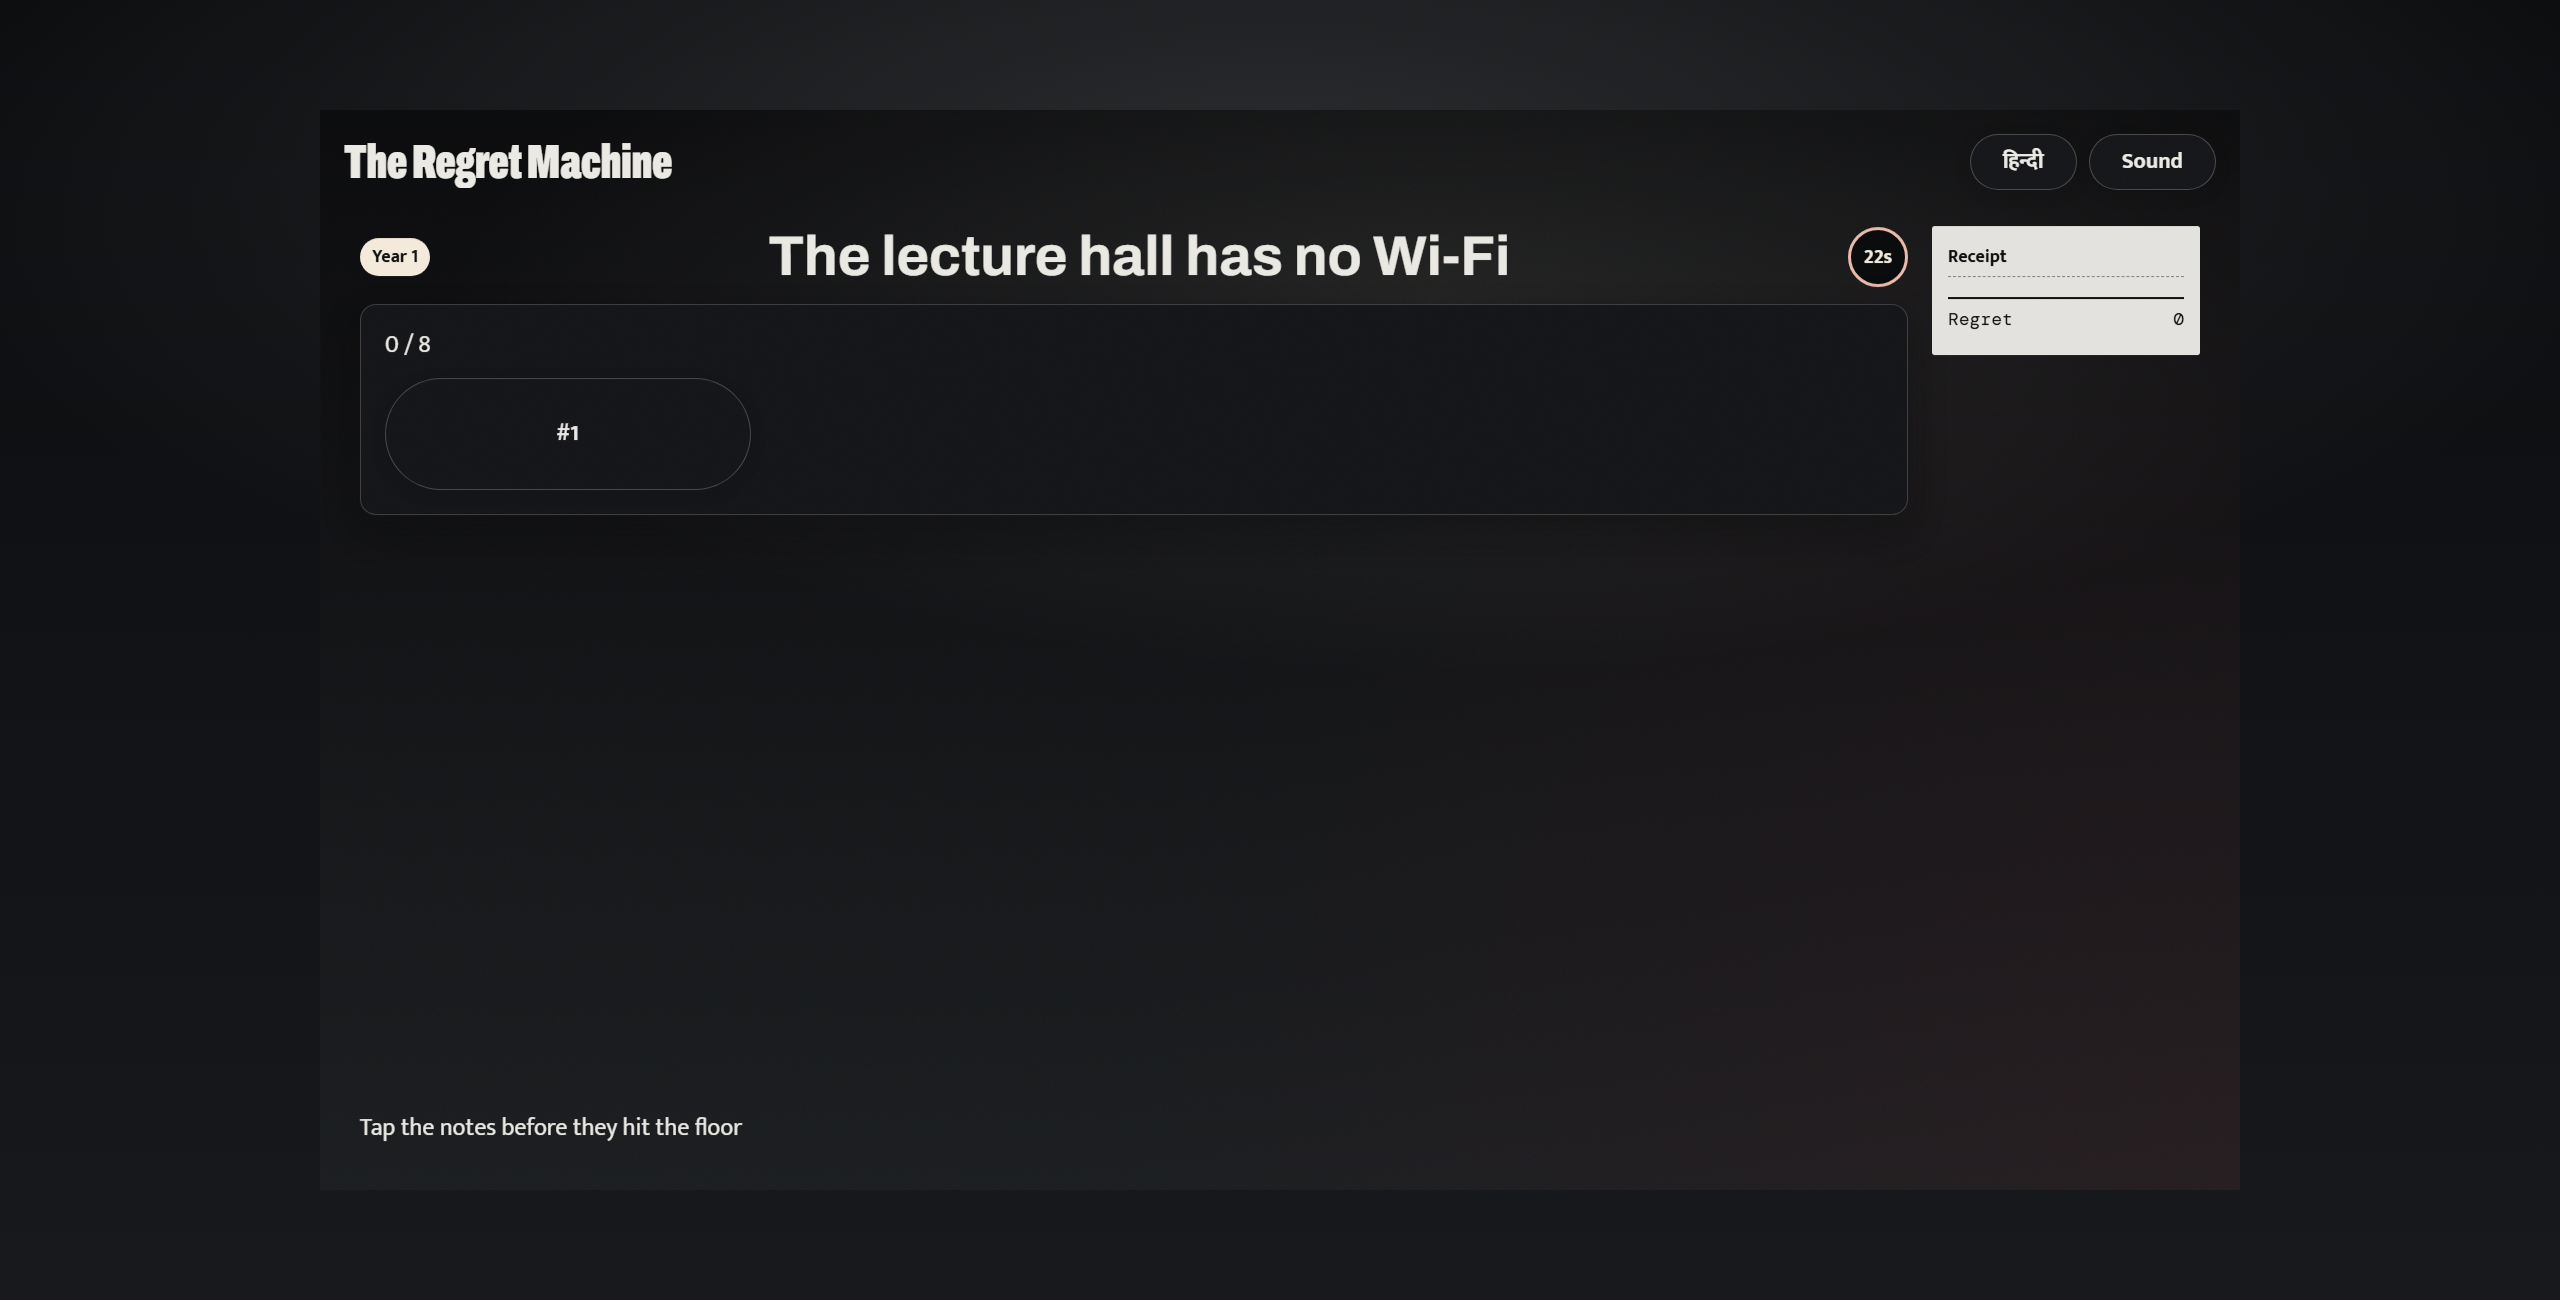 The Regret Machine
हिन्दी
Sound
Year 1
The lecture hall has no Wi-Fi
22s
Receipt
Regret 0
0 / 8
#1
Tap the notes before they hit the floor